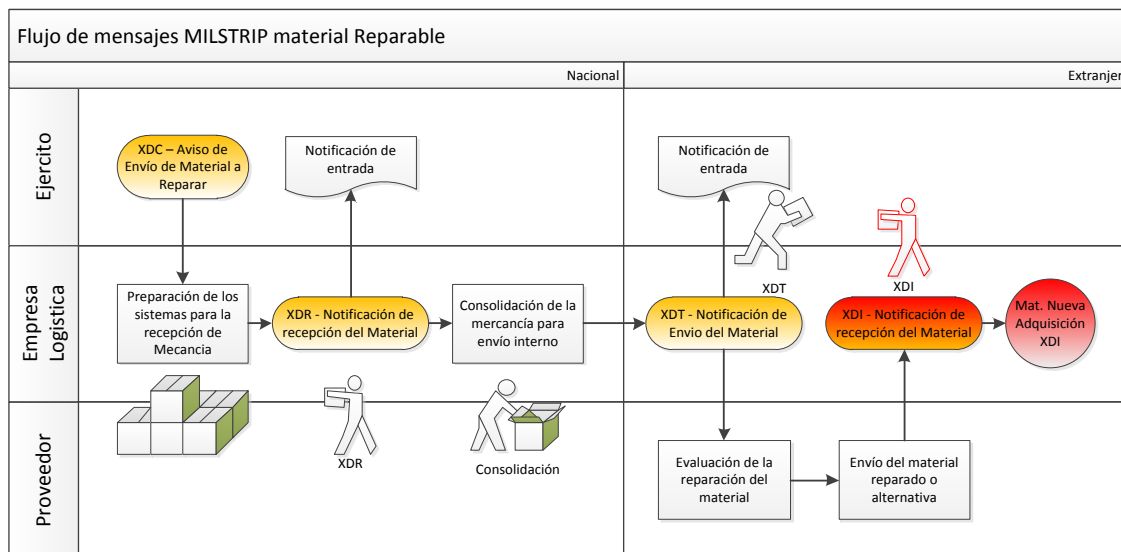 Flujo de mensajes MILSTRIP material Reparable
Nacional
Extranjer
Ejercito
XDC – Aviso de
Envío de Material a
Reparar
Notificación de
entrada
Notificación de
entrada
XDT
XDI
Empresa
Logistica
Preparación de los
sistemas para la
recepción de
Mecancia
XDR - Notificación de
recepción del Material
Consolidación de la
mercancía para
envío interno
XDT - Notificación de
Envio del Material
XDI - Notificación de
recepción del Material
Mat. Nueva
Adquisición
XDI
Proveedor
XDR
Consolidación
Evaluación de la
reparación del
material
Envío del material
reparado o
alternativa